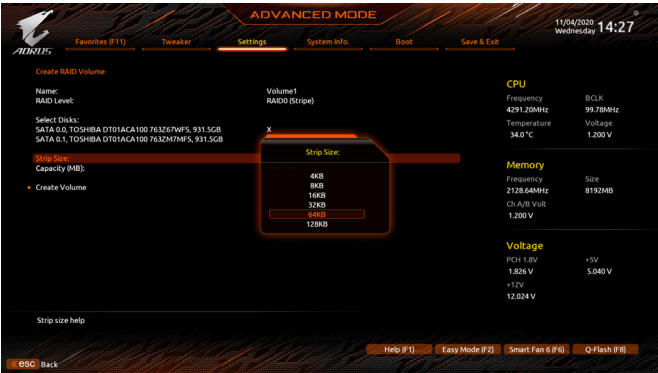 ADVANCED MODE
11/04/2020 Wednesday 14:27
AORUS
Favorites (F11) Tweaker Settings System Info. Boot Save & Exit
Create RAID Volume
Name: Volume1
RAID Level: RAID0 (Stripe)
Select Disks:
SATA 0.0, TOSHIBA DT01ACA100 763Z67WFS, 931.5GB X
SATA 0.1, TOSHIBA DT01ACA100 763ZM7MFS, 931.5GB
Strip Size:
Capacity (MB):
Create Volume
Strip Size:
4KB
8KB
16KB
32KB
64KB
128KB
CPU
Frequency BCLK
4291.20MHz 99.78MHz
Temperature Voltage
34.0 °C 1.200 V
Memory
Frequency Size
2128.64MHz 8192MB
Ch A/B Volt
1.200 V
Voltage
PCH 1.8V +5V
1.826 V 5.040 V
+12V
12.024 V
Strip size help
Help (F1) Easy Mode (F2) Smart Fan 6 (F6) Q-Flash (F8)
esc Back